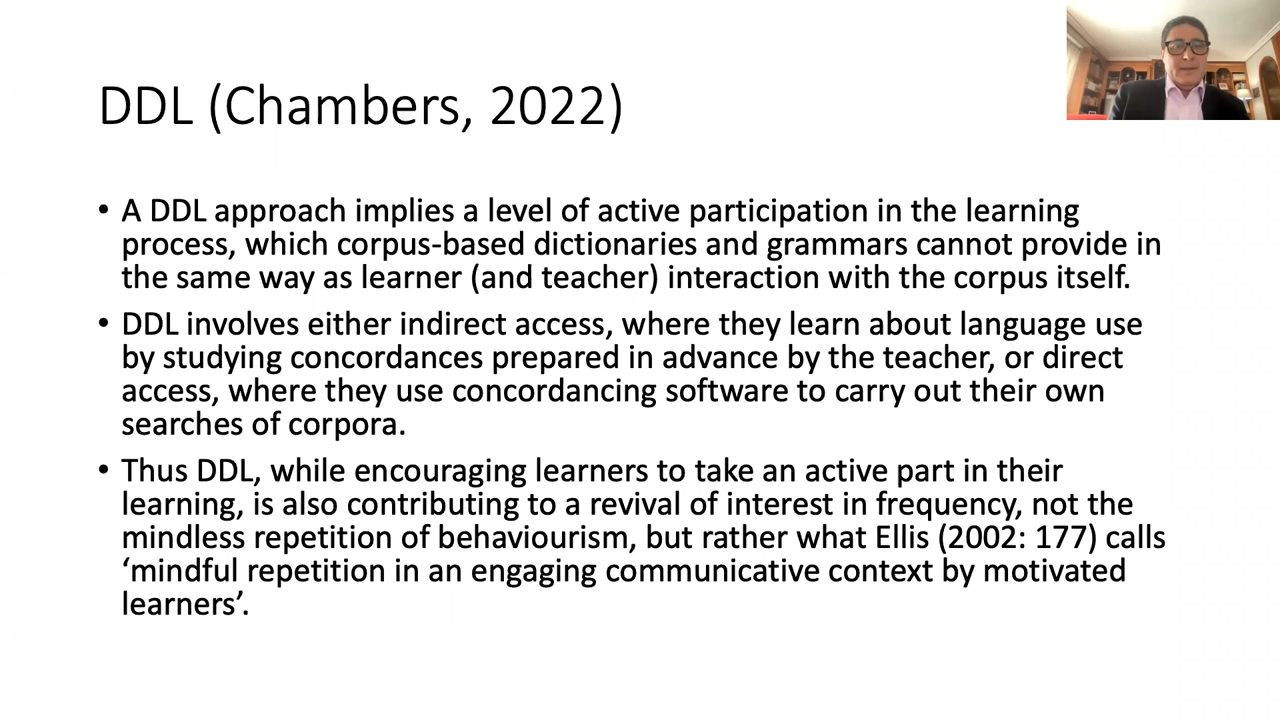 DDL (Chambers, 2022)
• A DDL approach implies a level of active participation in the learning
process, which corpus-based dictionaries and grammars cannot provide in
the same way as learner (and teacher) interaction with the corpus itself.
• DDL involves either indirect access, where they learn about language use
by studying concordances prepared in advance by the teacher, or direct
access, where they use concordancing software to carry out their own
searches of corpora.
• Thus DDL, while encouraging learners to take an active part in their
learning, is also contributing to a revival of interest in frequency, not the
mindless repetition of behaviourism, but rather what Ellis (2002: 177) calls
‘mindful repetition in an engaging communicative context by motivated
learners’.